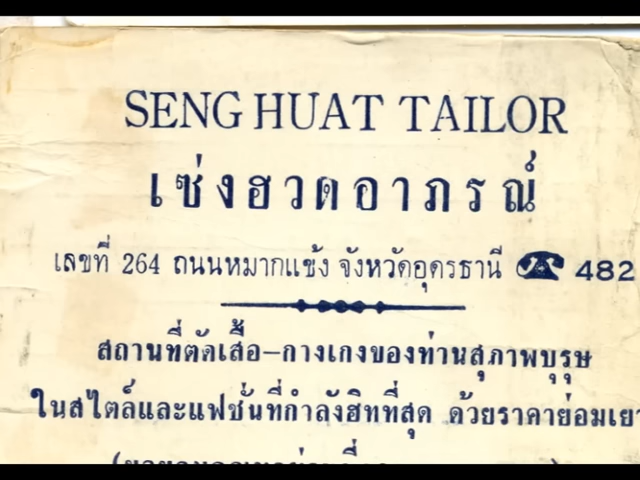 SENG HUAT TAILOR
เซ่งฮวดอาภรณ์
เลขที่ 264 ถนนหมากแข้ง จังหวัดอุดรธานี ☎ 482
สถานที่ตัดเสื้อ–กางเกงของท่านสุภาพบุรุษ
ในสไตล์และแฟชั่นที่กำลังฮิทที่สุด ด้วยราคาย่อมเยา